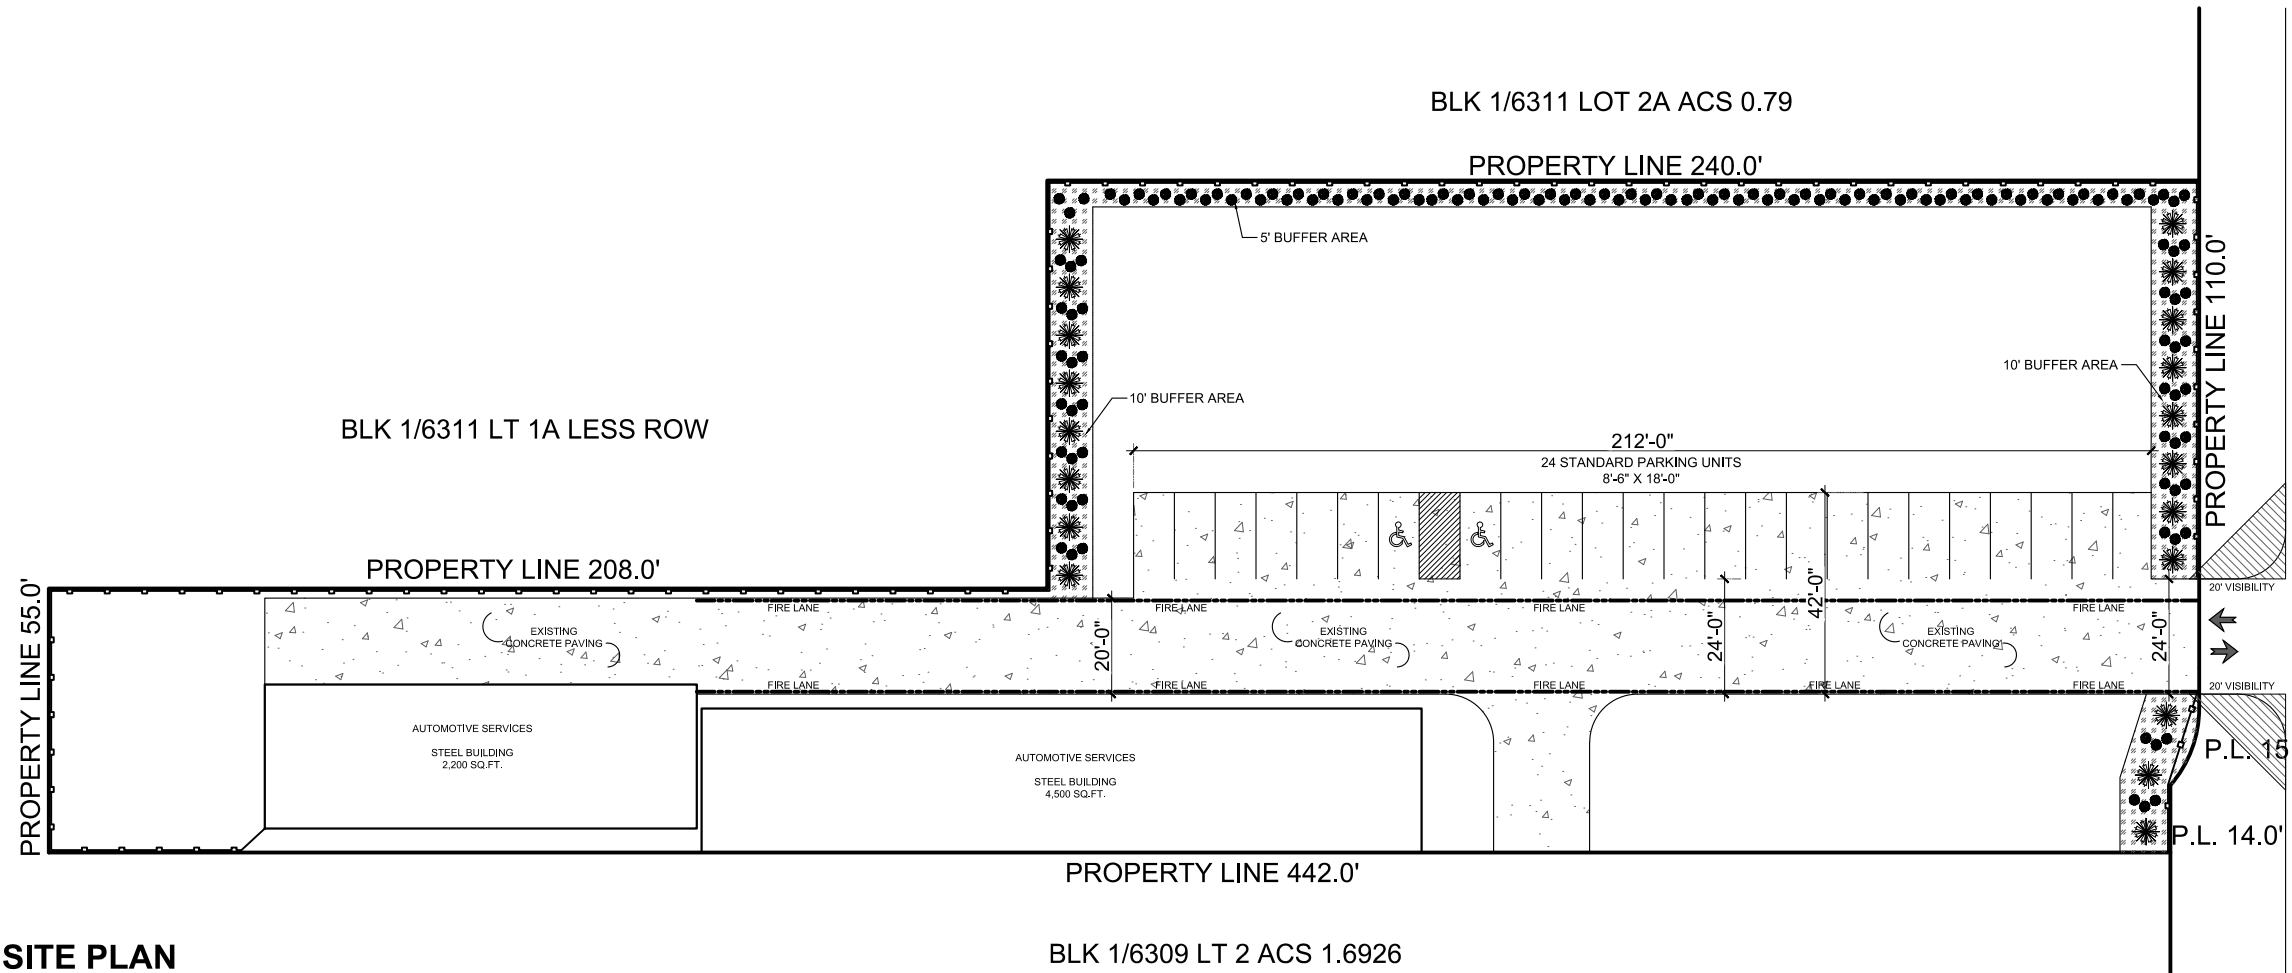 BLK 1/6311 LOT 2A ACS 0.79
PROPERTY LINE 240.0'
5' BUFFER AREA
PROPERTY LINE 110.0'
10' BUFFER AREA
10' BUFFER AREA
BLK 1/6311 LT 1A LESS ROW
212'-0"
24 STANDARD PARKING UNITS
8'-6" X 18'-0"
PROPERTY LINE 208.0'
PROPERTY LINE 55.0'
20' VISIBILITY
FIRE LANE
FIRE LANE
FIRE LANE
FIRE LANE
42'-0"
24'-0"
24'-0"
20'-0"
EXISTING
CONCRETE PAVING
EXISTING
CONCRETE PAVING
EXISTING
CONCRETE PAVING
FIRE LANE
FIRE LANE
FIRE LANE
FIRE LANE
FIRE LANE
20' VISIBILITY
AUTOMOTIVE SERVICES
STEEL BUILDING
2,200 SQ.FT.
AUTOMOTIVE SERVICES
STEEL BUILDING
4,500 SQ.FT.
P.L. 15
P.L. 14.0'
PROPERTY LINE 442.0'
SITE PLAN
BLK 1/6309 LT 2 ACS 1.6926